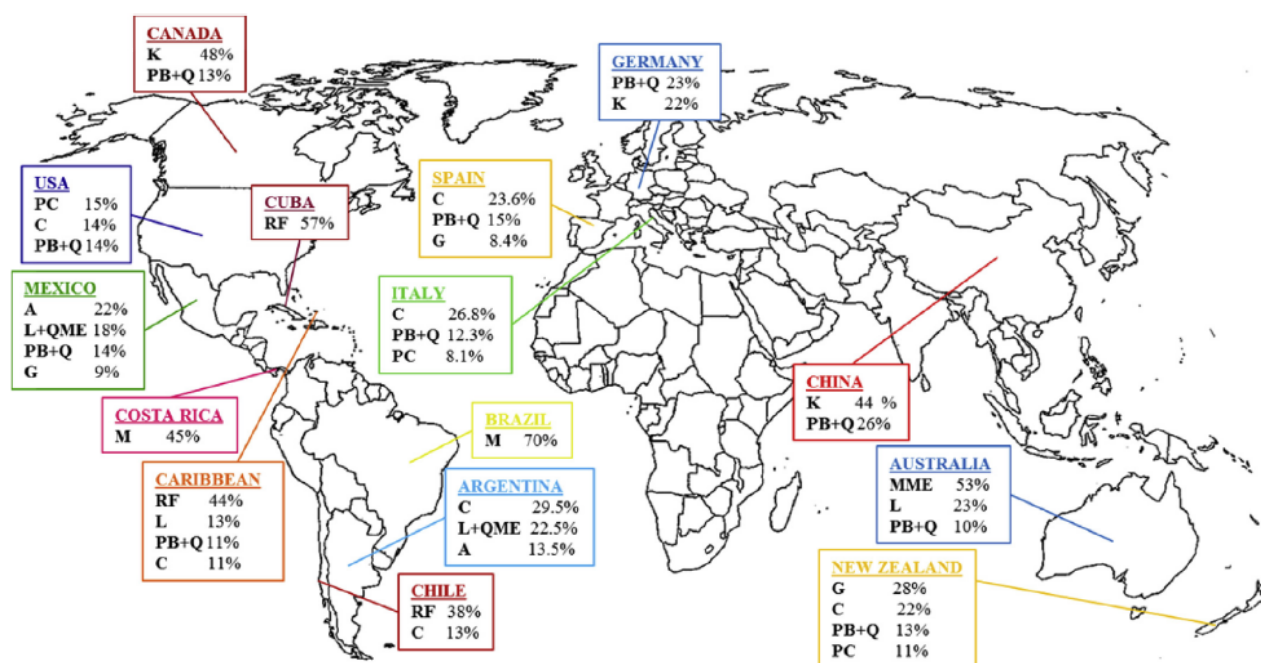 CANADA
K 48%
PB+Q 13%
GERMANY
PB+Q 23%
K 22%
USA
PC 15%
C 14%
PB+Q 14%
CUBA
RF 57%
SPAIN
C 23.6%
PB+Q 15%
G 8.4%
MEXICO
A 22%
L+QME 18%
PB+Q 14%
G 9%
ITALY
C 26.8%
PB+Q 12.3%
PC 8.1%
CHINA
K 44 %
PB+Q 26%
COSTA RICA
M 45%
BRAZIL
M 70%
CARIBBEAN
RF 44%
L 13%
PB+Q 11%
C 11%
ARGENTINA
C 29.5%
L+QME 22.5%
A 13.5%
AUSTRALIA
MME 53%
L 23%
PB+Q 10%
CHILE
RF 38%
C 13%
NEW ZEALAND
G 28%
C 22%
PB+Q 13%
PC 11%